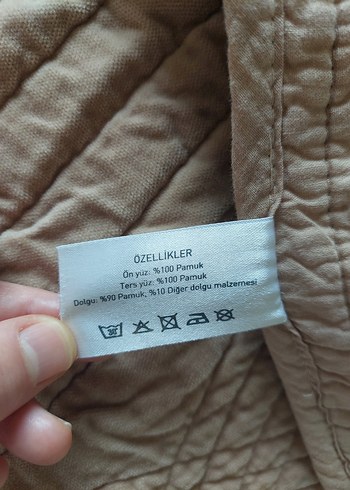 ÖZELLİKLER
Ön yüz: %100 Pamuk
Ters yüz: %100 Pamuk
Dolgu: %90 Pamuk, %10 Diğer dolgu malzemesi